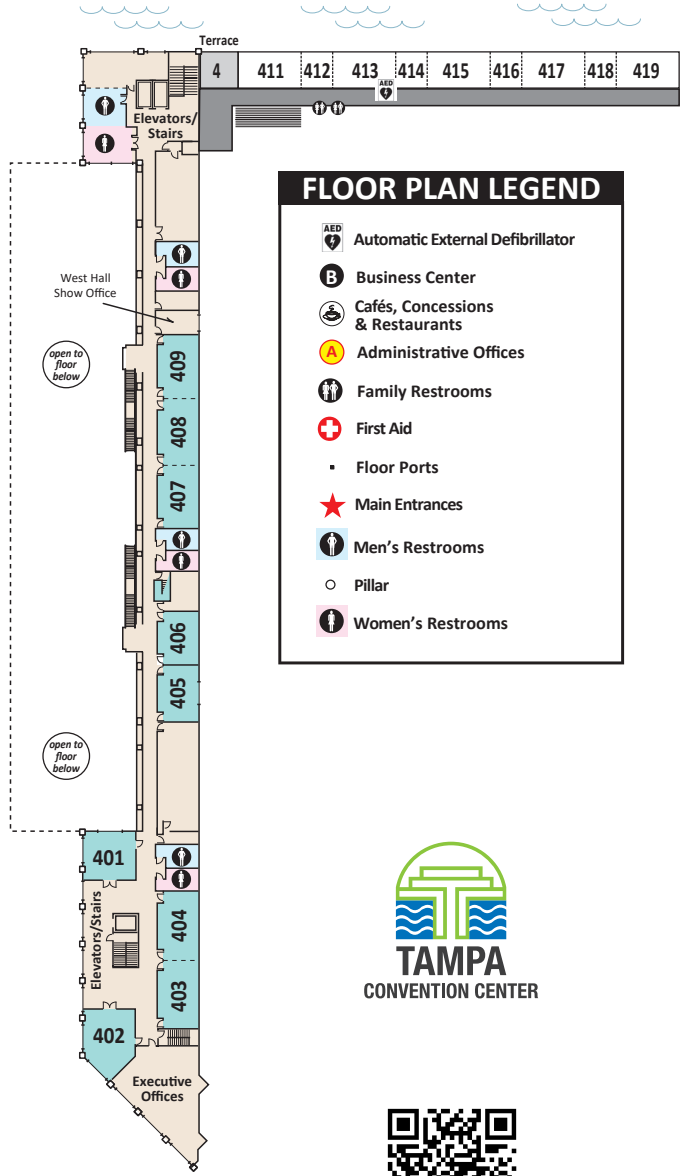 Terrace
4 411 412 413 414 415 416 417 418 419
AED
Elevators/
Stairs
FLOOR PLAN LEGEND
AED Automatic External Defibrillator
B Business Center
Cafés, Concessions
& Restaurants
A Administrative Offices
Family Restrooms
First Aid
Floor Ports
Main Entrances
Men's Restrooms
Pillar
Women's Restrooms
West Hall
Show Office
open to
floor
below
409
408
407
406
405
open to
floor
below
401
Elevators/Stairs
404
403
402
Executive
Offices
TAMPA
CONVENTION CENTER